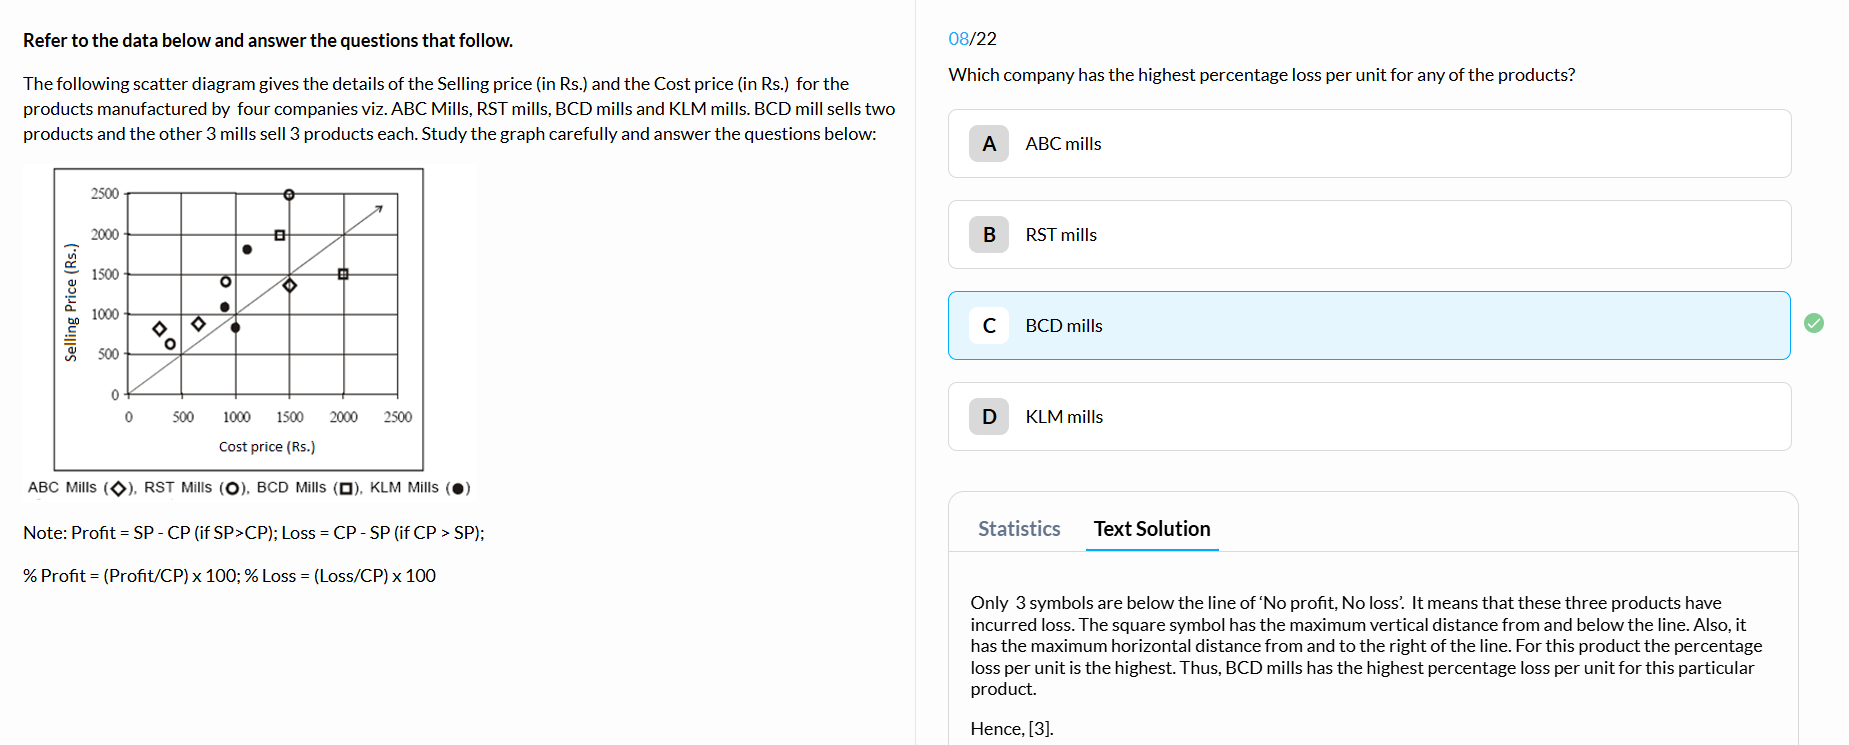 Refer to the data below and answer the questions that follow.
The following scatter diagram gives the details of the Selling price (in Rs.) and the Cost price (in Rs.) for the
products manufactured by four companies viz. ABC Mills, RST mills, BCD mills and KLM mills. BCD mill sells two
products and the other 3 mills sell 3 products each. Study the graph carefully and answer the questions below:
Selling Price (Rs.)
2500
2000
1500
1000
500
0
0 500 1000 1500 2000 2500
Cost price (Rs.)
ABC Mills (◇), RST Mills (○), BCD Mills (□), KLM Mills (●)
Note: Profit = SP - CP (if SP>CP); Loss = CP - SP (if CP > SP);
% Profit = (Profit/CP) x 100; % Loss = (Loss/CP) x 100
08/22
Which company has the highest percentage loss per unit for any of the products?
A ABC mills
B RST mills
C BCD mills
D KLM mills
Statistics Text Solution
Only 3 symbols are below the line of ‘No profit, No loss’. It means that these three products have
incurred loss. The square symbol has the maximum vertical distance from and below the line. Also, it
has the maximum horizontal distance from and to the right of the line. For this product the percentage
loss per unit is the highest. Thus, BCD mills has the highest percentage loss per unit for this particular
product.
Hence, [3].